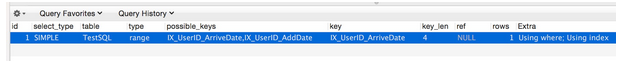 Query Favorites Query History
id select_type table type possible_keys key key_len ref rows Extra
1 SIMPLE TestSQL range IX_UserID_ArriveDate,IX_UserID_AddDate IX_UserID_ArriveDate 4 NULL 1 Using where; Using index